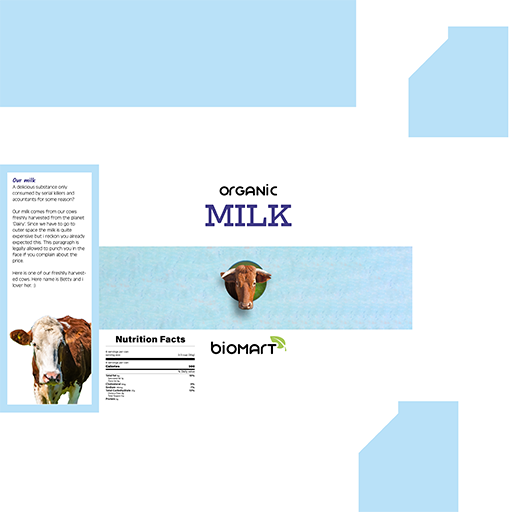 Our milk
A delicious substance only
consumed by serial killers and
acountants for some reason?
Our milk comes from our cows
freshly harvested from the planet
'Dairy'. Since we have to go to
outer space the milk is quite
expensive but i reckon you already
expected this. This paragraph is
legally allowed to punch you in the
face if you complain about the
price.
Here is one of our freshly harvest-
ed cows. Here name is Betty and i
lover her. :)
ORGANIC
MILK
biOMART
Nutrition Facts
Calories